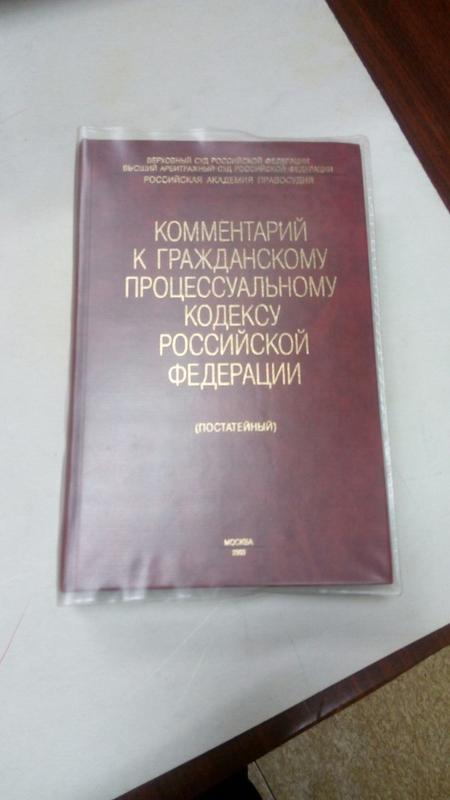 ВЕРХОВНЫЙ СУД РОССИЙСКОЙ ФЕДЕРАЦИИ
ВЫСШИЙ АРБИТРАЖНЫЙ СУД РОССИЙСКОЙ ФЕДЕРАЦИИ
РОССИЙСКАЯ АКАДЕМИЯ ПРАВОСУДИЯ
КОММЕНТАРИЙ
К ГРАЖДАНСКОМУ
ПРОЦЕССУАЛЬНОМУ
КОДЕКСУ
РОССИЙСКОЙ
ФЕДЕРАЦИИ
(ПОСТАТЕЙНЫЙ)
МОСКВА
2003